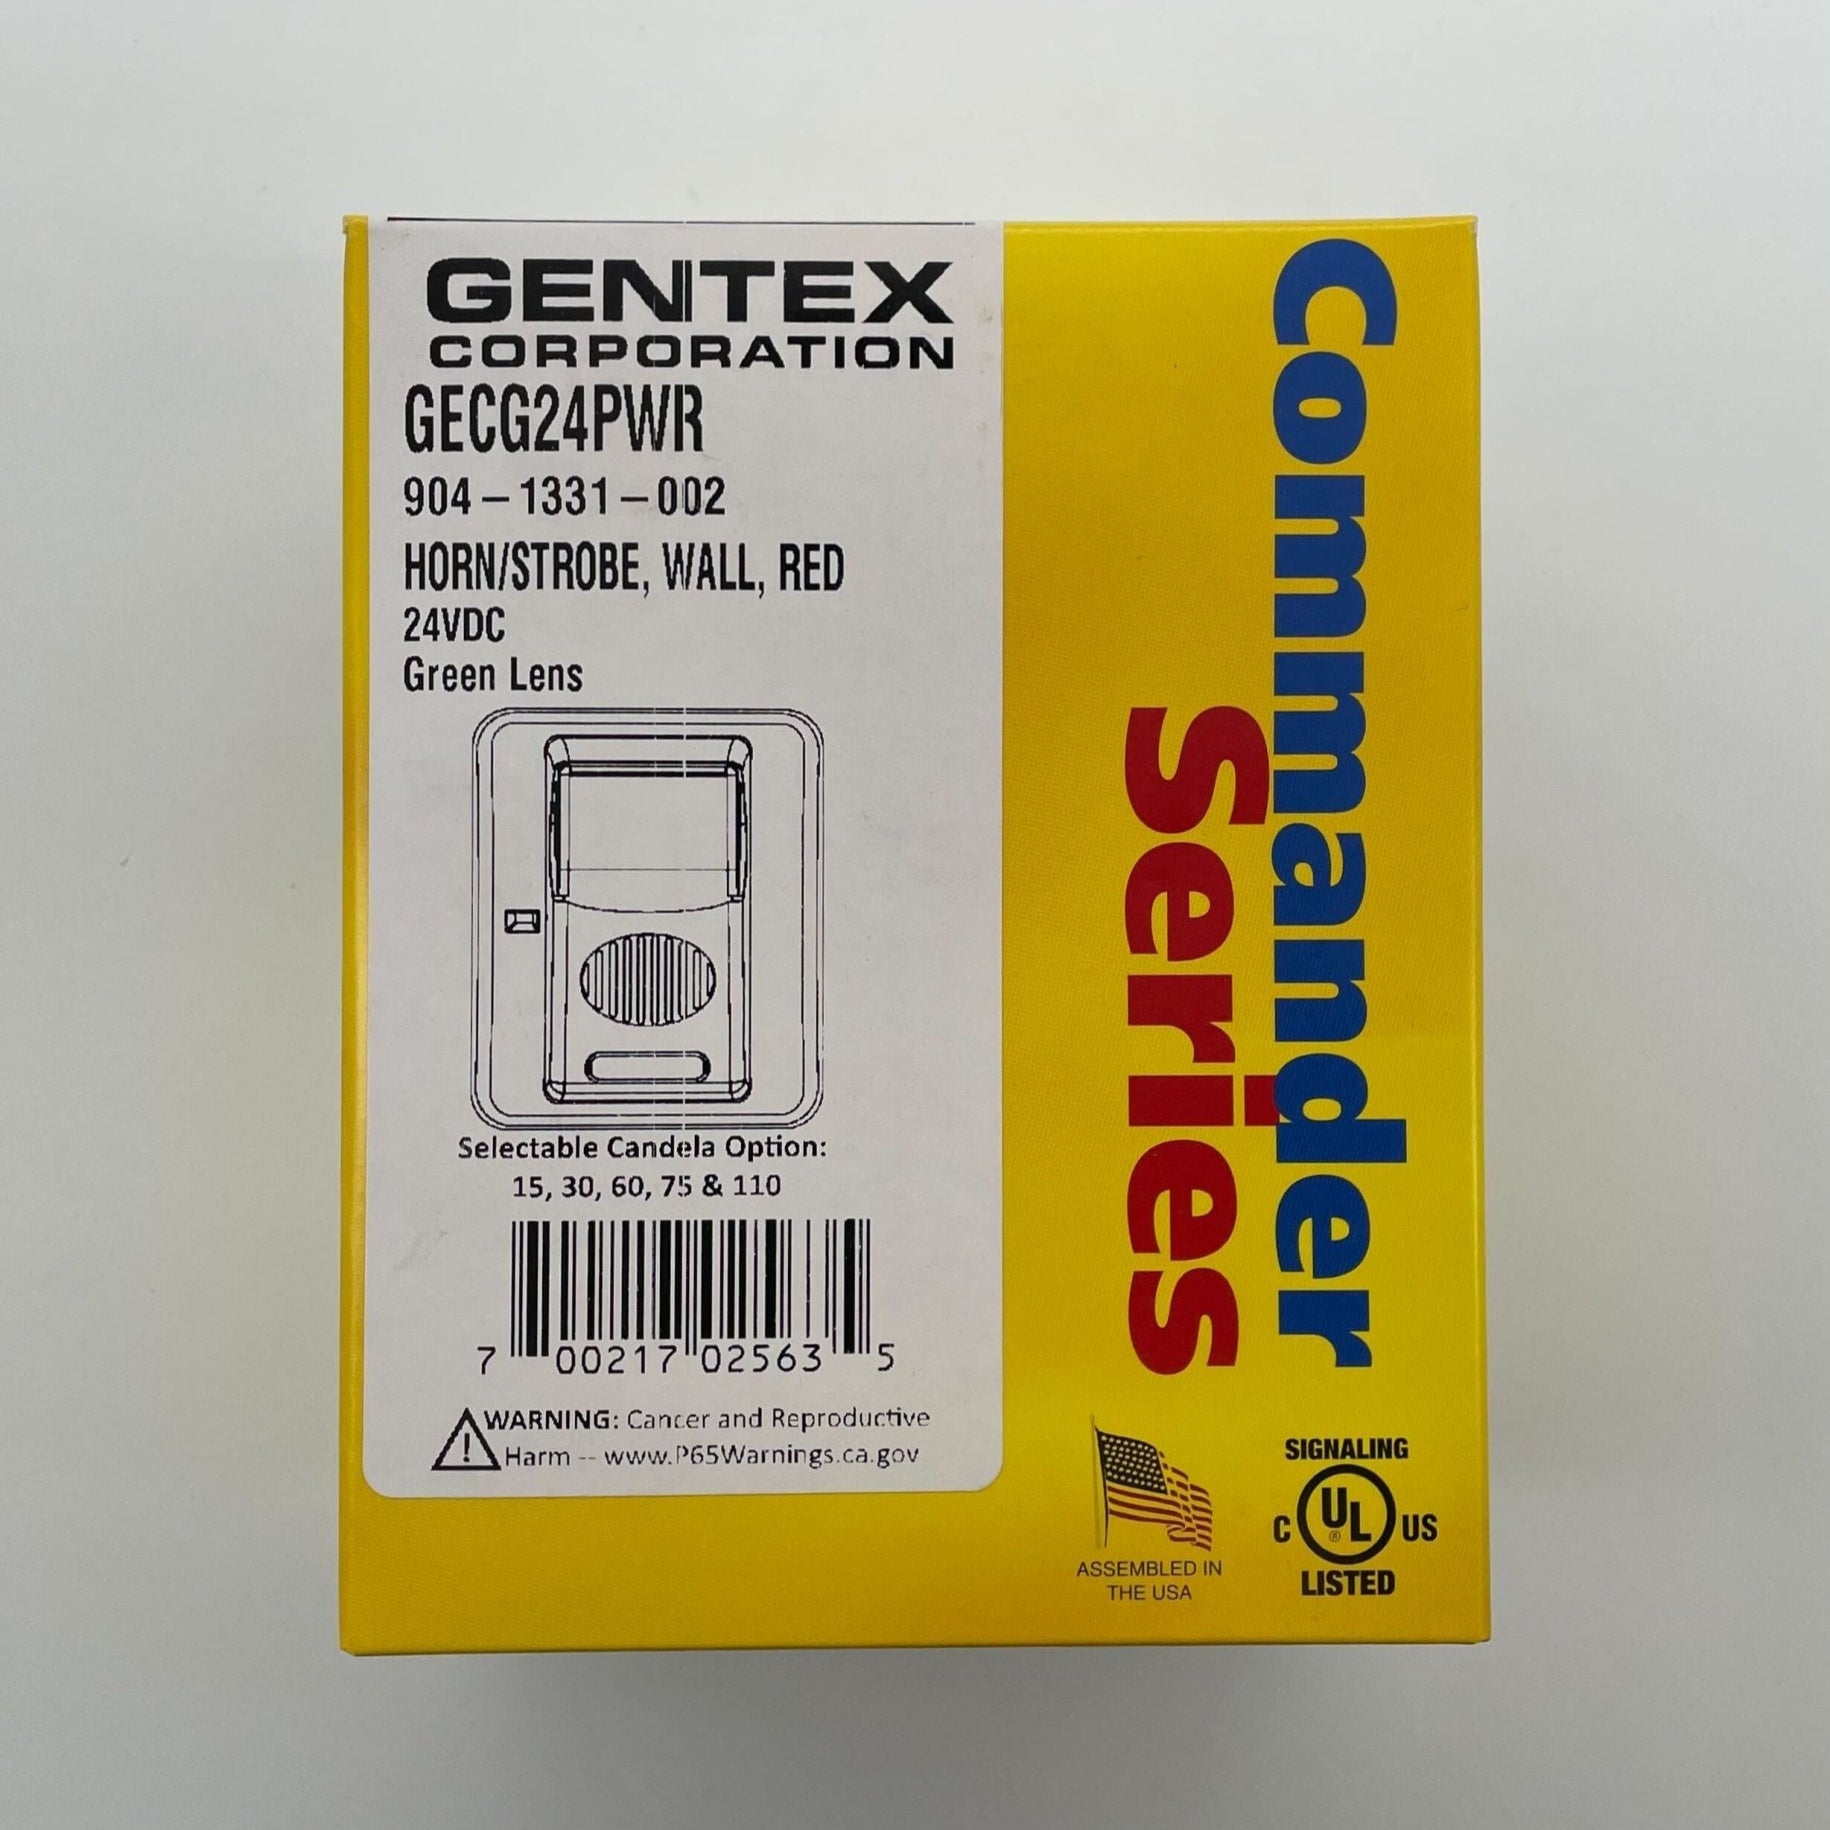 GENTEX
CORPORATION
GECG24PWR
904-1331-002
HORN/STROBE, WALL, RED
24VDC
Green Lens
Selectable Candela Option:
15, 30, 60, 75 & 110
7 00217 02563 5
WARNING: Cancer and Reproductive
Harm -- www.P65Warnings.ca.gov
Commander
Series
ASSEMBLED IN
THE USA
SIGNALING
C UL ® US
LISTED